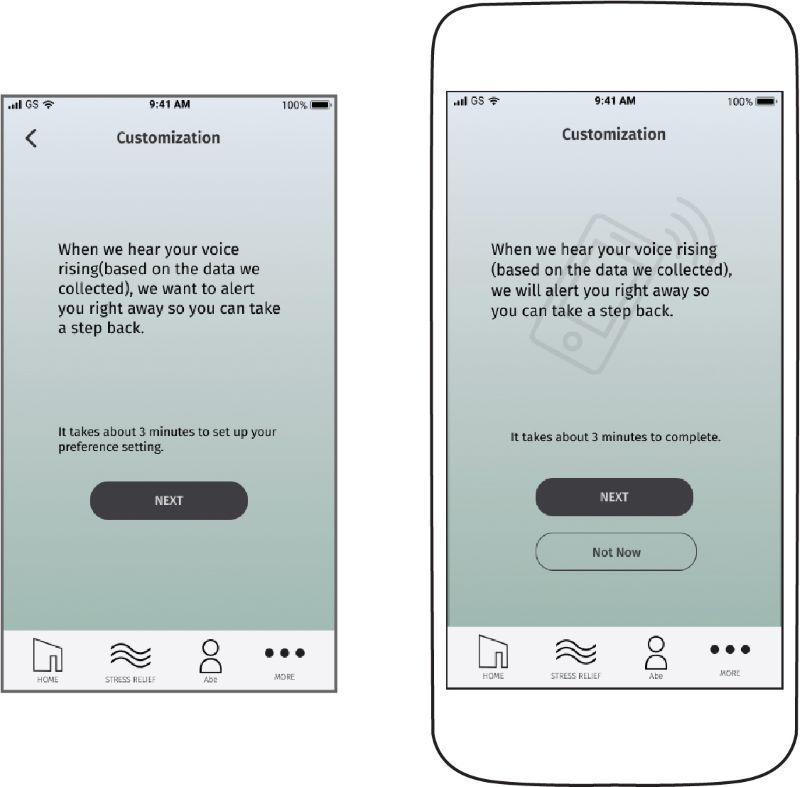 GS 9:41 AM 100%
Customization
When we hear your voice
rising(based on the data we
collected), we want to alert
you right away so you can take
a step back.
It takes about 3 minutes to set up your
preference setting.
NEXT
HOME STRESS RELIEF Abe MORE
GS 9:41 AM 100%
Customization
When we hear your voice rising
(based on the data we collected),
we will alert you right away so
you can take a step back.
It takes about 3 minutes to complete.
NEXT
Not Now
HOME STRESS RELIEF Abe MORE